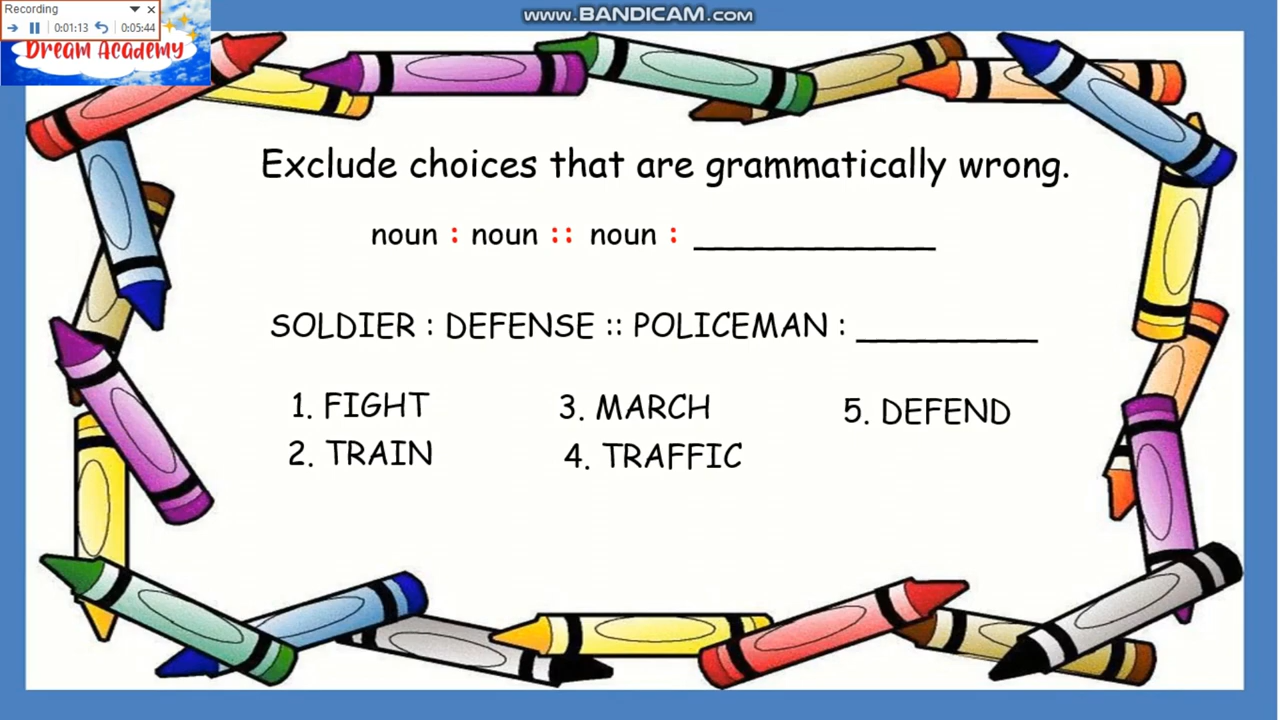 www.BANDICAM.com
Recording
0:01:13 0:05:44
Dream Academy
Exclude choices that are grammatically wrong.
noun : noun :: noun : ____________
SOLDIER : DEFENSE :: POLICEMAN : _________
1. FIGHT 3. MARCH 5. DEFEND
2. TRAIN 4. TRAFFIC